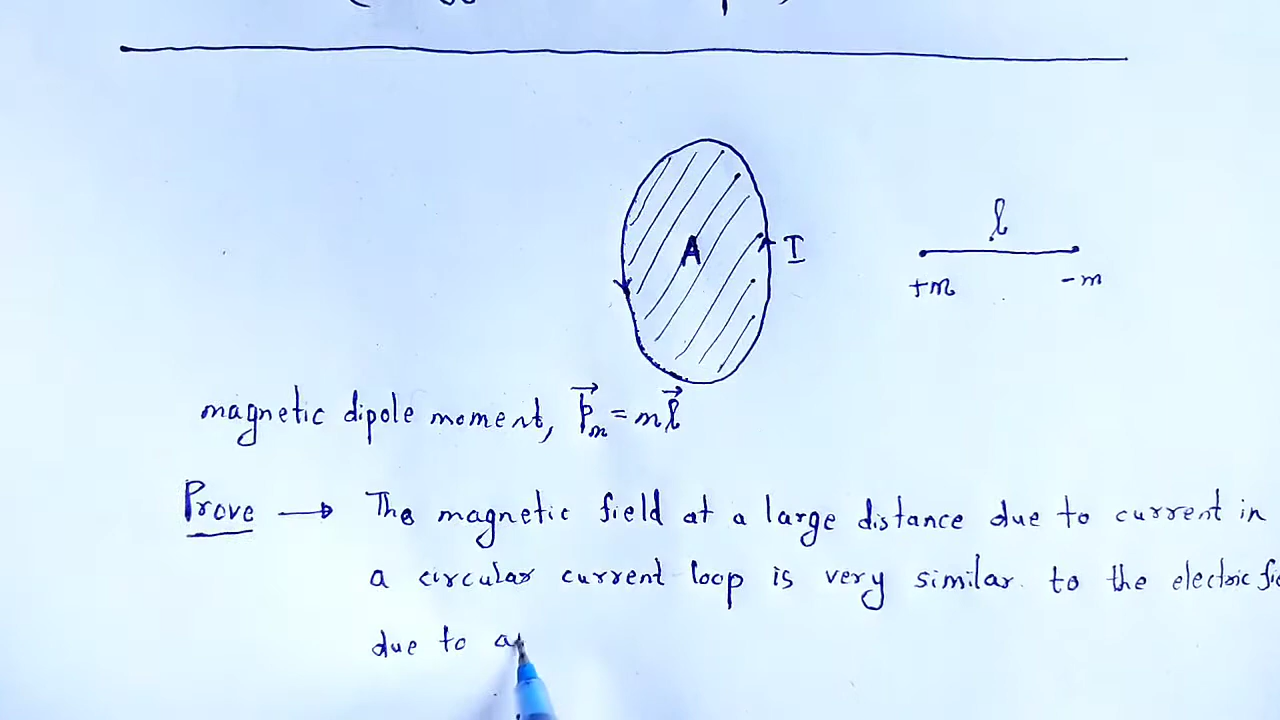 A
I
l
+m
-m
magnetic dipole moment, p⃗m = ml⃗
Prove → The magnetic field at a large distance due to current in
a circular current loop is very similar to the electric
due to